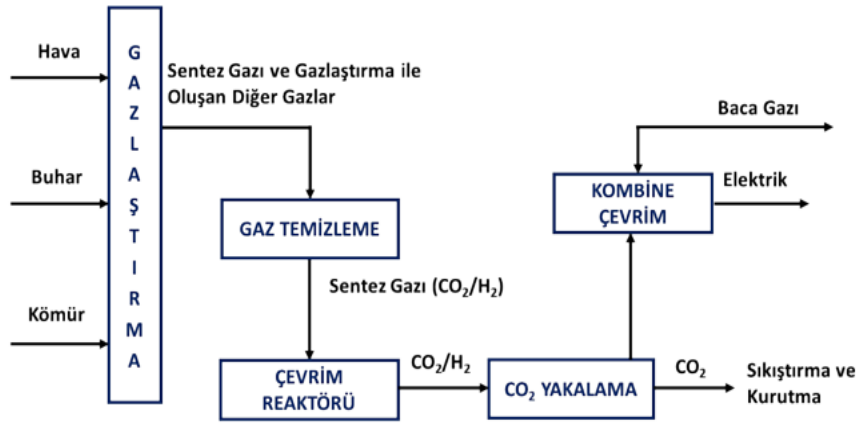 Hava
Buhar
Kömür
GAZLAŞTIRMA
Sentez Gazı ve Gazlaştırma ile
Oluşan Diğer Gazlar
GAZ TEMİZLEME
Sentez Gazı (CO₂/H₂)
ÇEVRİM
REAKTÖRÜ
CO₂/H₂
CO₂ YAKALAMA
CO₂
Sıkıştırma ve
Kurutma
KOMBİNE
ÇEVRİM
Baca Gazı
Elektrik